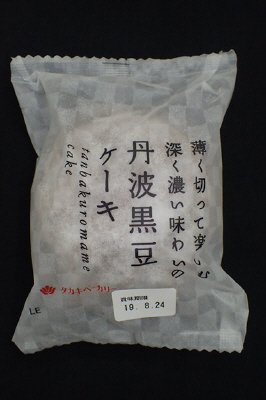 薄く切って楽しむ
深く濃い味わいの
丹波黒豆
ケーキ
tanbakuromame
cake
タカキベーカリー
賞味期限
19. 8.24
LE